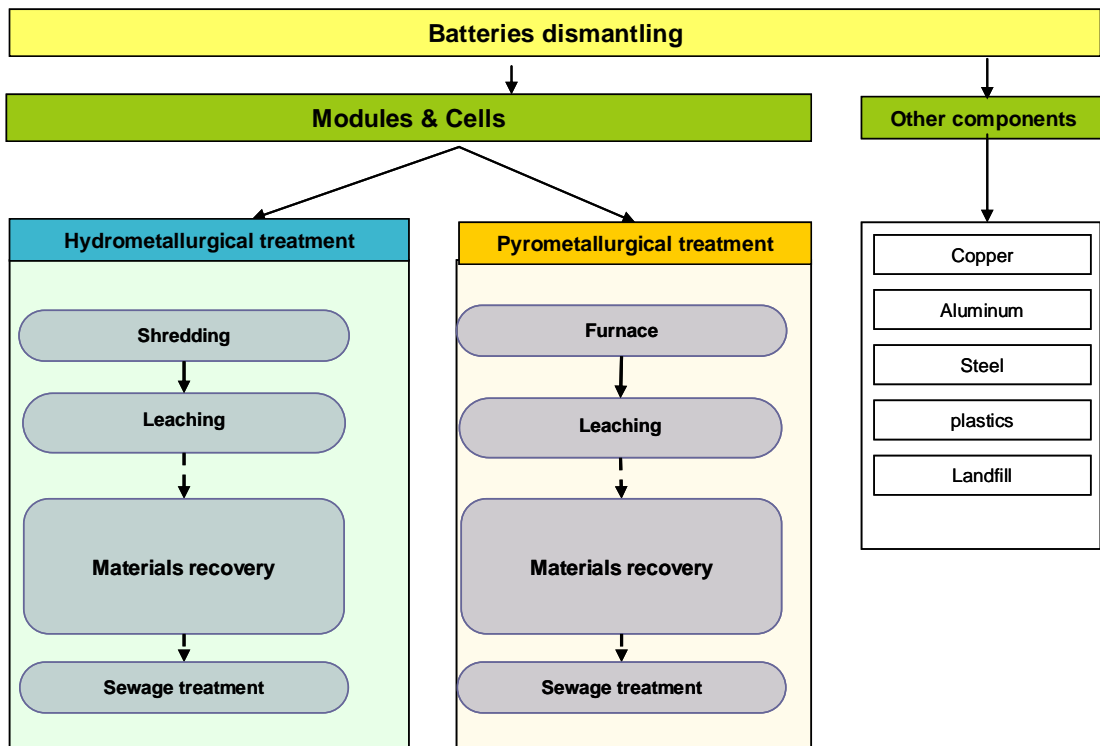 Batteries dismantling
Modules & Cells
Other components
Hydrometallurgical treatment
Shredding
Leaching
Materials recovery
Sewage treatment
Pyrometallurgical treatment
Furnace
Leaching
Materials recovery
Sewage treatment
Copper
Aluminum
Steel
plastics
Landfill